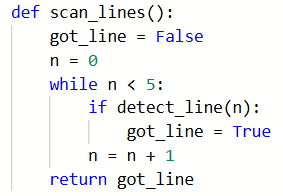 def scan_lines():
    got_line = False
    n = 0
    while n < 5:
        if detect_line(n):
            got_line = True
        n = n + 1
    return got_line